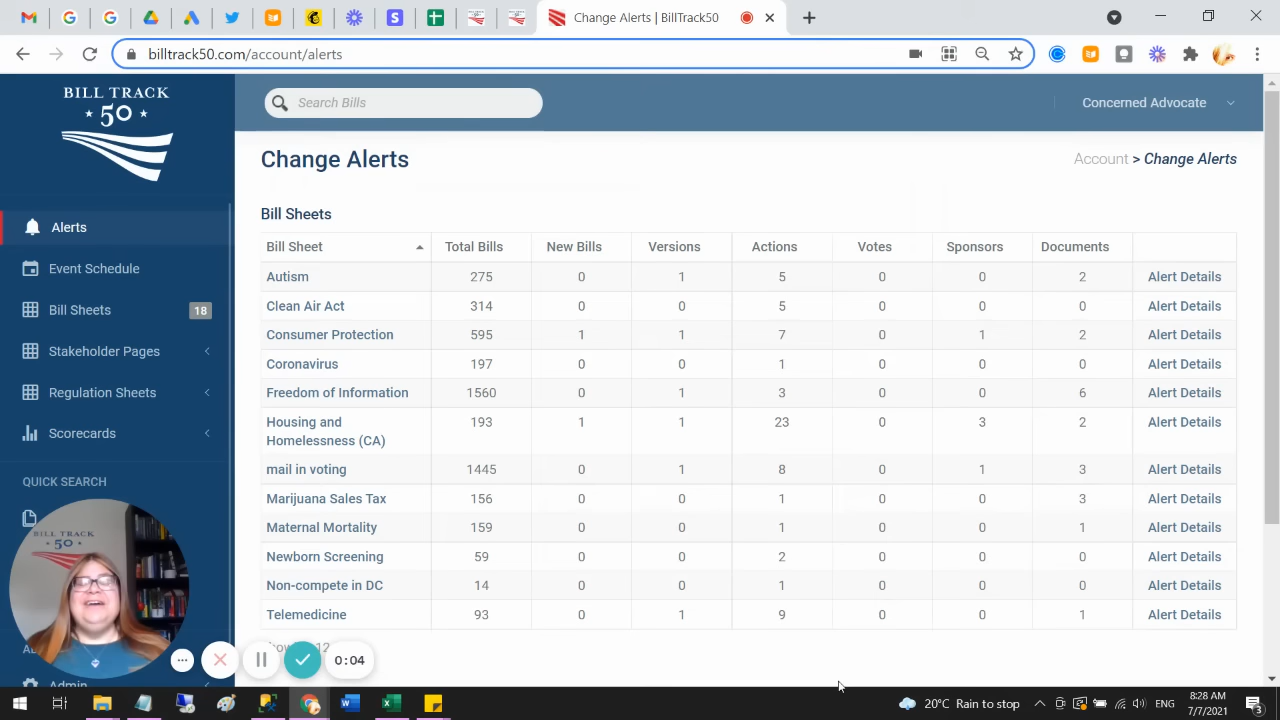 Change Alerts | BillTrack50
billtrack50.com/account/alerts
BILL TRACK
50
Search Bills
Concerned Advocate
Change Alerts
Account > Change Alerts
Alerts
Event Schedule
Bill Sheets 18
Stakeholder Pages
Regulation Sheets
Scorecards
QUICK SEARCH
Bill Sheets
Bill Sheet Total Bills New Bills Versions Actions Votes Sponsors Documents
Autism 275 0 1 5 0 0 2 Alert Details
Clean Air Act 314 0 0 5 0 0 0 Alert Details
Consumer Protection 595 1 1 7 0 1 2 Alert Details
Coronavirus 197 0 0 1 0 0 0 Alert Details
Freedom of Information 1560 0 1 3 0 0 6 Alert Details
Housing and 193 1 1 23 0 3 2 Alert Details
Homelessness (CA)
mail in voting 1445 0 1 8 0 1 3 Alert Details
Marijuana Sales Tax 156 0 0 1 0 0 3 Alert Details
Maternal Mortality 159 0 0 1 0 0 1 Alert Details
Newborn Screening 59 0 0 2 0 0 0 Alert Details
Non-compete in DC 14 0 0 1 0 0 0 Alert Details
Telemedicine 93 0 1 9 0 0 1 Alert Details
BILL TRACK
50
0:04
Admin
20°C Rain to stop
ENG
8:28 AM
7/7/2021
3